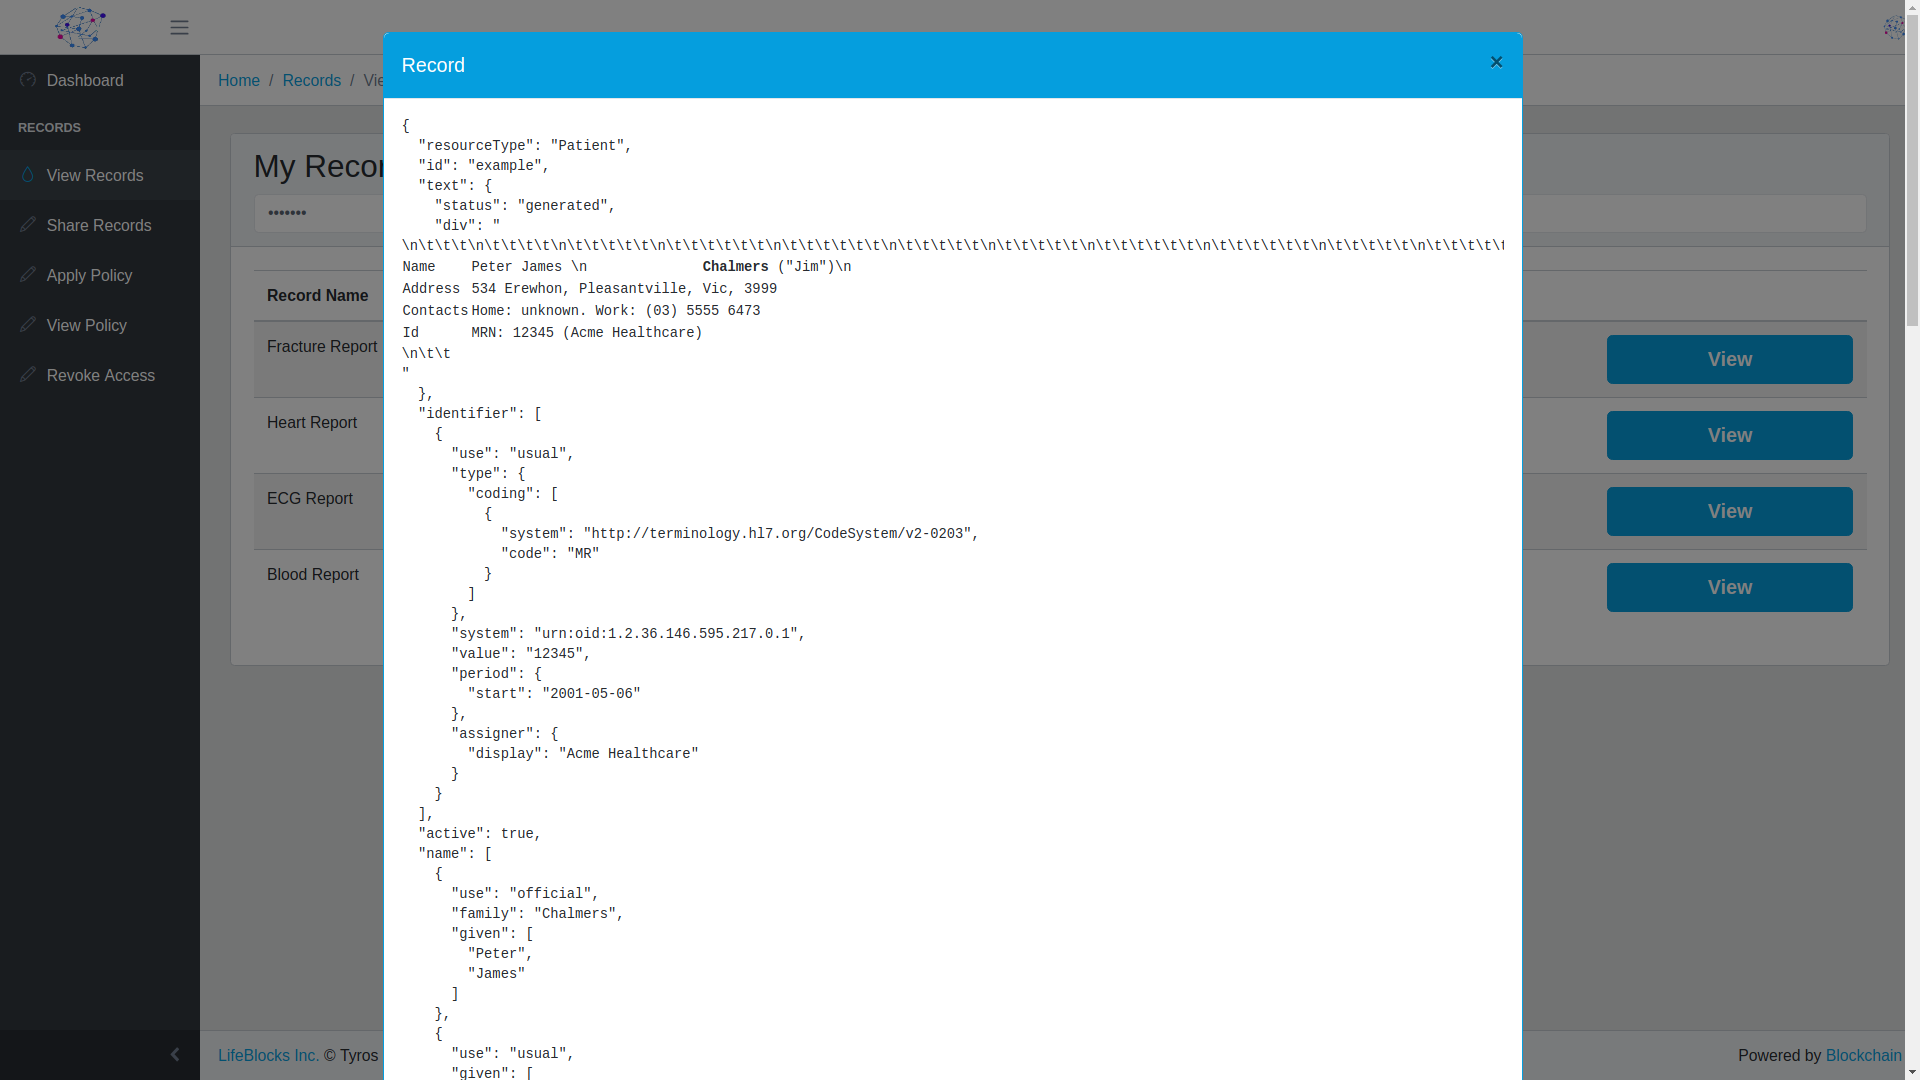 Record
×
Dashboard
Home / Records / Vie
RECORDS
{
"resourceType": "Patient",
"id": "example",
"text": {
"status": "generated",
"div": "
\n\t\t\t\n\t\t\t\t\n\t\t\t\t\t\n\t\t\t\t\t\t\n\t\t\t\t\t\t\n\t\t\t\t\t\n\t\t\t\t\t\n\t\t\t\t\t\t\n\t\t\t\t\t\t\n\t\t\t\t\t\n\t\t\t\t\t
Name Peter James \n Chalmers ("Jim")\n
Address 534 Erewhon, Pleasantville, Vic, 3999
Contacts Home: unknown. Work: (03) 5555 6473
Id MRN: 12345 (Acme Healthcare)
\n\t\t
"
},
"identifier": [
{
"use": "usual",
"type": {
"coding": [
{
"system": "http://terminology.hl7.org/CodeSystem/v2-0203",
"code": "MR"
}
]
},
"system": "urn:oid:1.2.36.146.595.217.0.1",
"value": "12345",
"period": {
"start": "2001-05-06"
},
"assigner": {
"display": "Acme Healthcare"
}
}
],
"active": true,
"name": [
{
"use": "official",
"family": "Chalmers",
"given": [
"Peter",
"James"
]
},
{
"use": "usual",
"given": [
View Records
Share Records
Apply Policy
View Policy
Revoke Access
My Recor
•••••••
Record Name
Fracture Report
View
Heart Report
View
ECG Report
View
Blood Report
View
LifeBlocks Inc. © Tyros
Powered by Blockchain